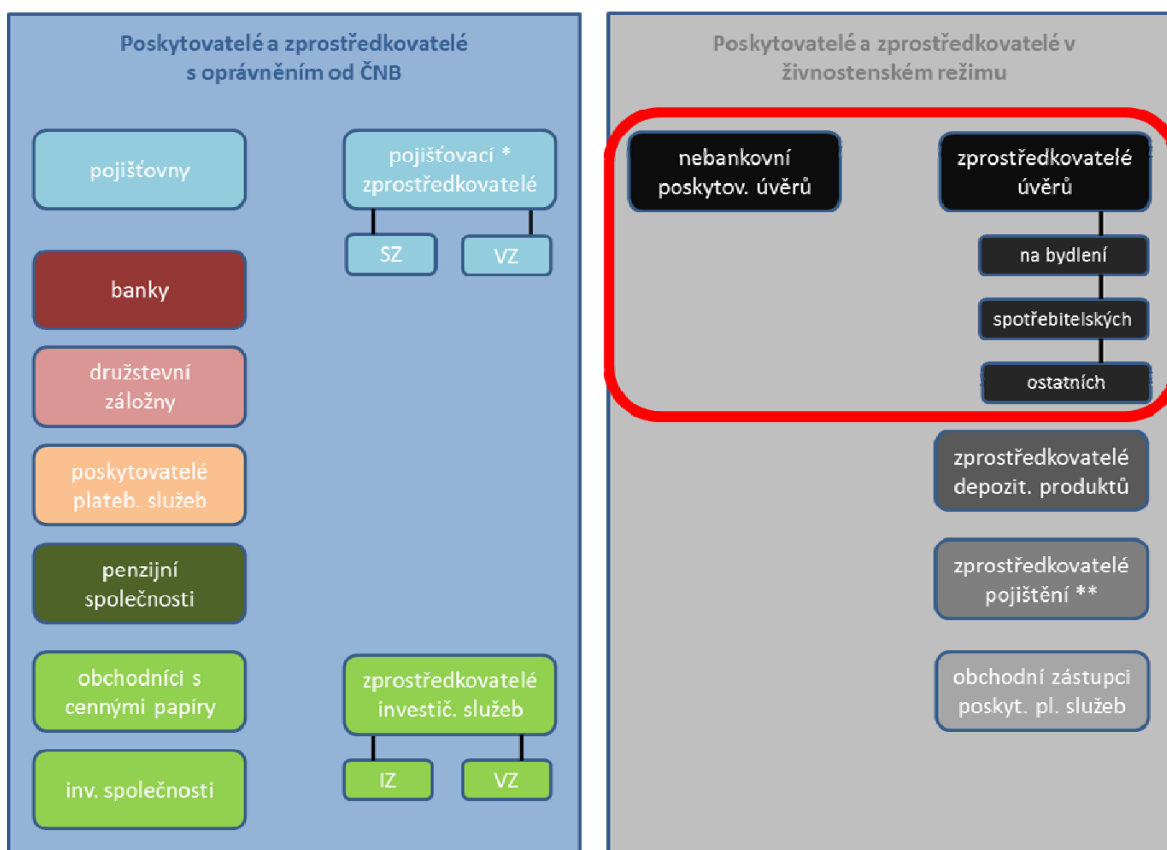 Poskytovatelé a zprostředkovatelé
s oprávněním od ČNB
pojišťovny
pojišťovací *
zprostředkovatelé
SZ
VZ
banky
družstevní
záložny
poskytovatelé
plateb. služeb
penzijní
společnosti
obchodníci s
cennými papíry
zprostředkovatelé
investič. služeb
IZ
VZ
inv. společnosti
Poskytovatelé a zprostředkovatelé v
živnostenském režimu
nebankovní
poskytov. úvěrů
zprostředkovatelé
úvěrů
na bydlení
spotřebitelských
ostatních
zprostředkovatelé
depozit. produktů
zprostředkovatelé
pojištění **
obchodní zástupci
poskyt. pl. služeb